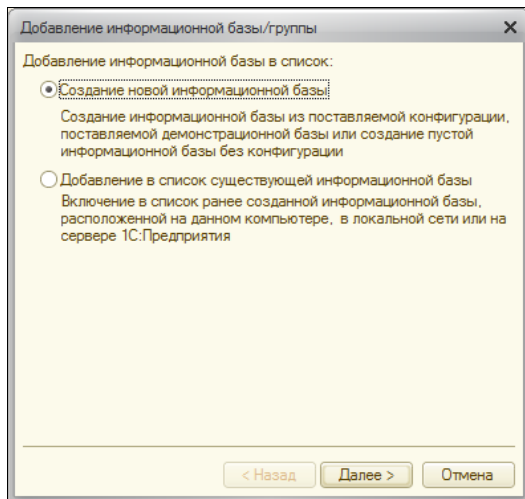 Добавление информационной базы/группы
Добавление информационной базы в список:
Создание новой информационной базы
Создание информационной базы из поставляемой конфигурации,
поставляемой демонстрационной базы или создание пустой
информационной базы без конфигурации
Добавление в список существующей информационной базы
Включение в список ранее созданной информационной базы,
расположенной на данном компьютере, в локальной сети или на
сервере 1С:Предприятия
< Назад Далее > Отмена